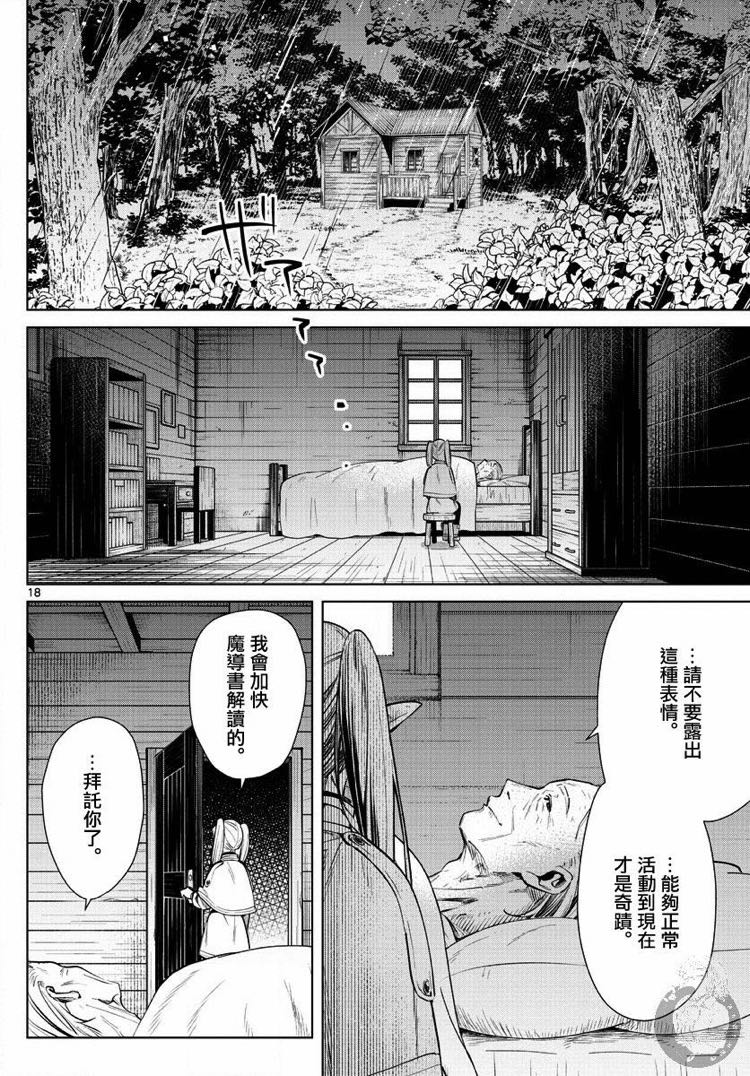 ザ
ア
ア
18
…請不要露出
這種表情。
…能夠正常
活動到現在
才是奇蹟。
我會加快
魔導書解讀的。
…拜託你了。